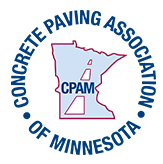 • CONCRETE PAVING ASSOCIATION •
OF MINNESOTA
CPAM